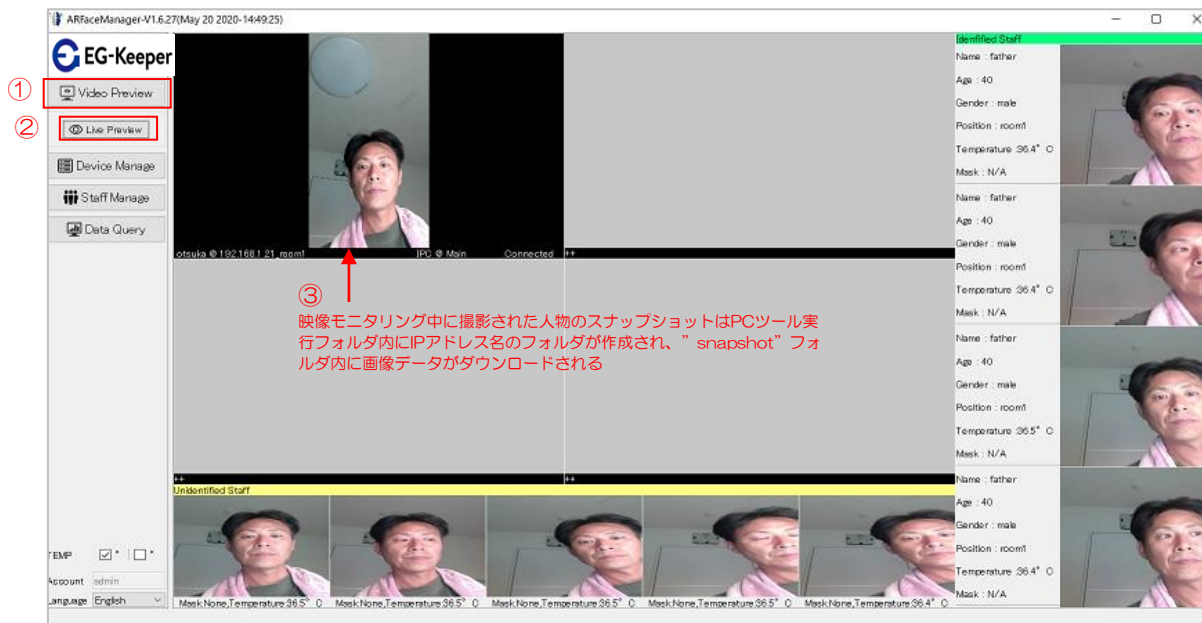 ARFaceManager-V1.6.27(May 20 2020-14:49:25)
EG-Keeper
①
Video Preview
②
Live Preview
Device Manage
Staff Manage
Data Query
otsuka @ 192.168.1.21_room1 IPC @ Main Connected ++
③
映像モニタリング中に撮影された人物のスナップショットはPCツール実
行フォルダ内にIPアドレス名のフォルダが作成され、”snapshot”フォ
ルダ内に画像データがダウンロードされる
++ ++
Unidentified Staff
Mask:None,Temperature:36.5° C
Mask:None,Temperature:36.5° C
Mask:None,Temperature:36.5° C
Mask:None,Temperature:36.5° C
Mask:None,Temperature:36.4° C
Idenfified Staff
Name : father
Age : 40
Gender : male
Position : room1
Temperature :36.4° C
Mask : N/A
Name : father
Age : 40
Gender : male
Position : room1
Temperature :36.4° C
Mask : N/A
Name : father
Age : 40
Gender : male
Position : room1
Temperature :36.5° C
Mask : N/A
Name : father
Age : 40
Gender : male
Position : room1
Temperature :36.4° C
Mask : N/A
TEMP ° °
Account admin
Language English